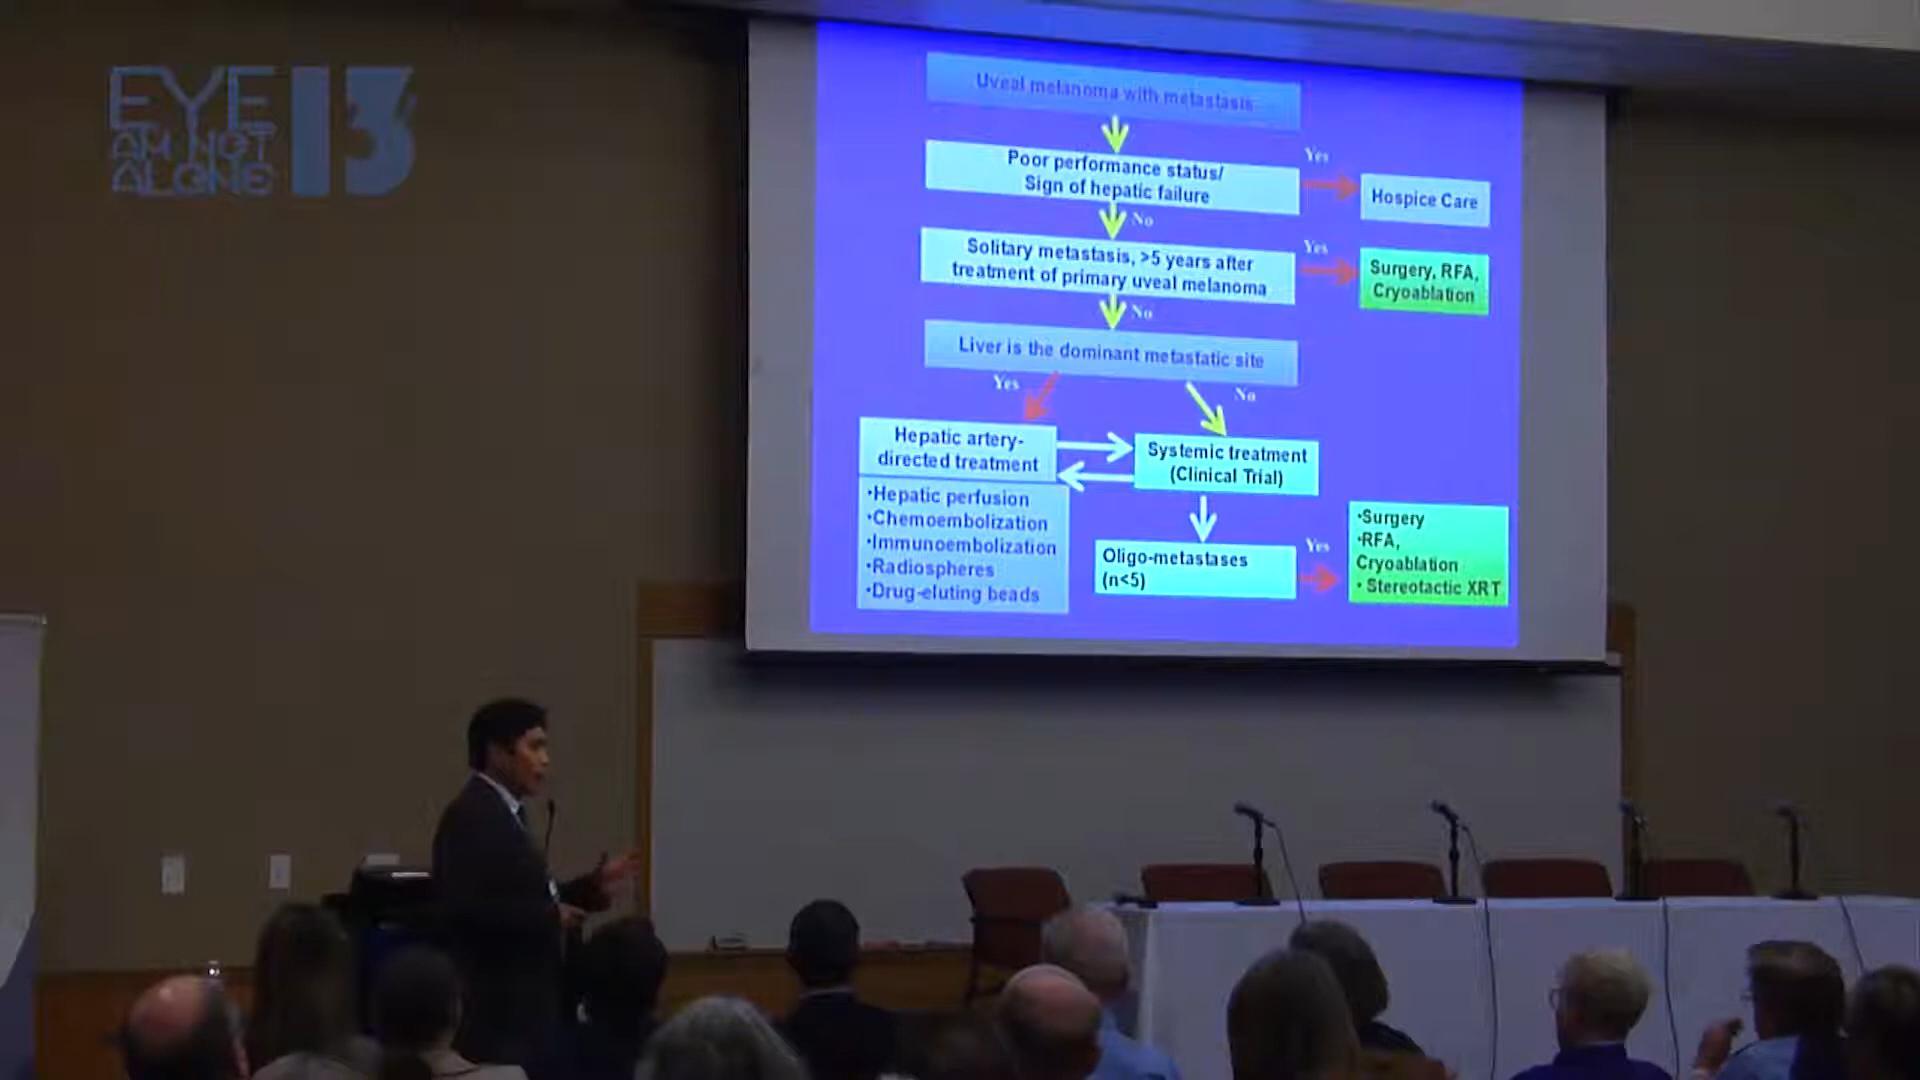 EYE
AM NOT
ALONE
13
Uveal melanoma with metastasis
Poor performance status/
Sign of hepatic failure
Yes
Hospice Care
No
Solitary metastasis, >5 years after
treatment of primary uveal melanoma
Yes
Surgery, RFA,
Cryoablation
No
Liver is the dominant metastatic site
Yes
No
Hepatic artery-
directed treatment
•Hepatic perfusion
•Chemoembolization
•Immunoembolization
•Radiospheres
•Drug-eluting beads
Systemic treatment
(Clinical Trial)
Oligo-metastases
(n<5)
Yes
•Surgery
•RFA,
Cryoablation
• Stereotactic XRT